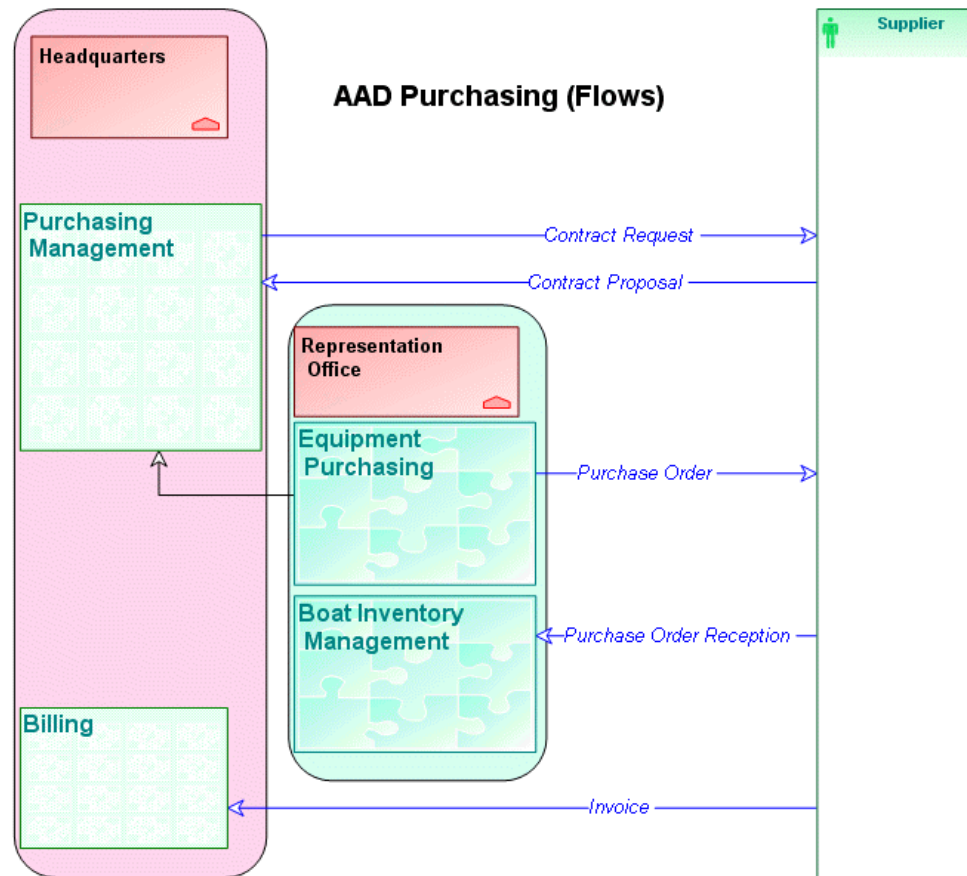 Supplier
Headquarters
AAD Purchasing (Flows)
Purchasing
Management
Contract Request
Contract Proposal
Representation
Office
Equipment
Purchasing
Purchase Order
Boat Inventory
Management
Purchase Order Reception
Billing
Invoice